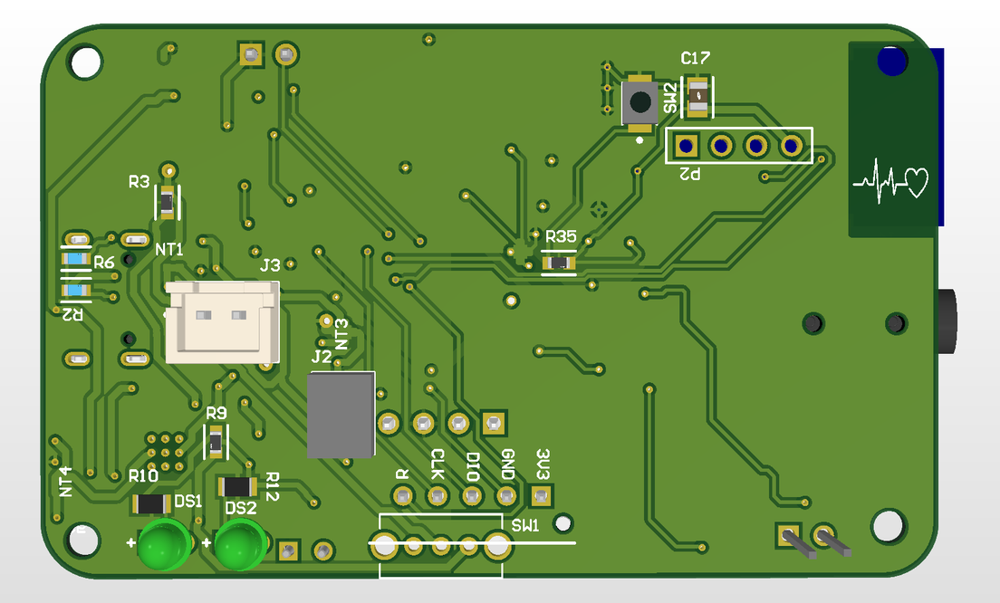 C17
SW2
P2
R3
R35
NT1
R6
J3
R2
NT3
J2
R9
R
CLK
DIO
GND
3V3
NT4
R10
R12
DS1
DS2
SW1
+
+